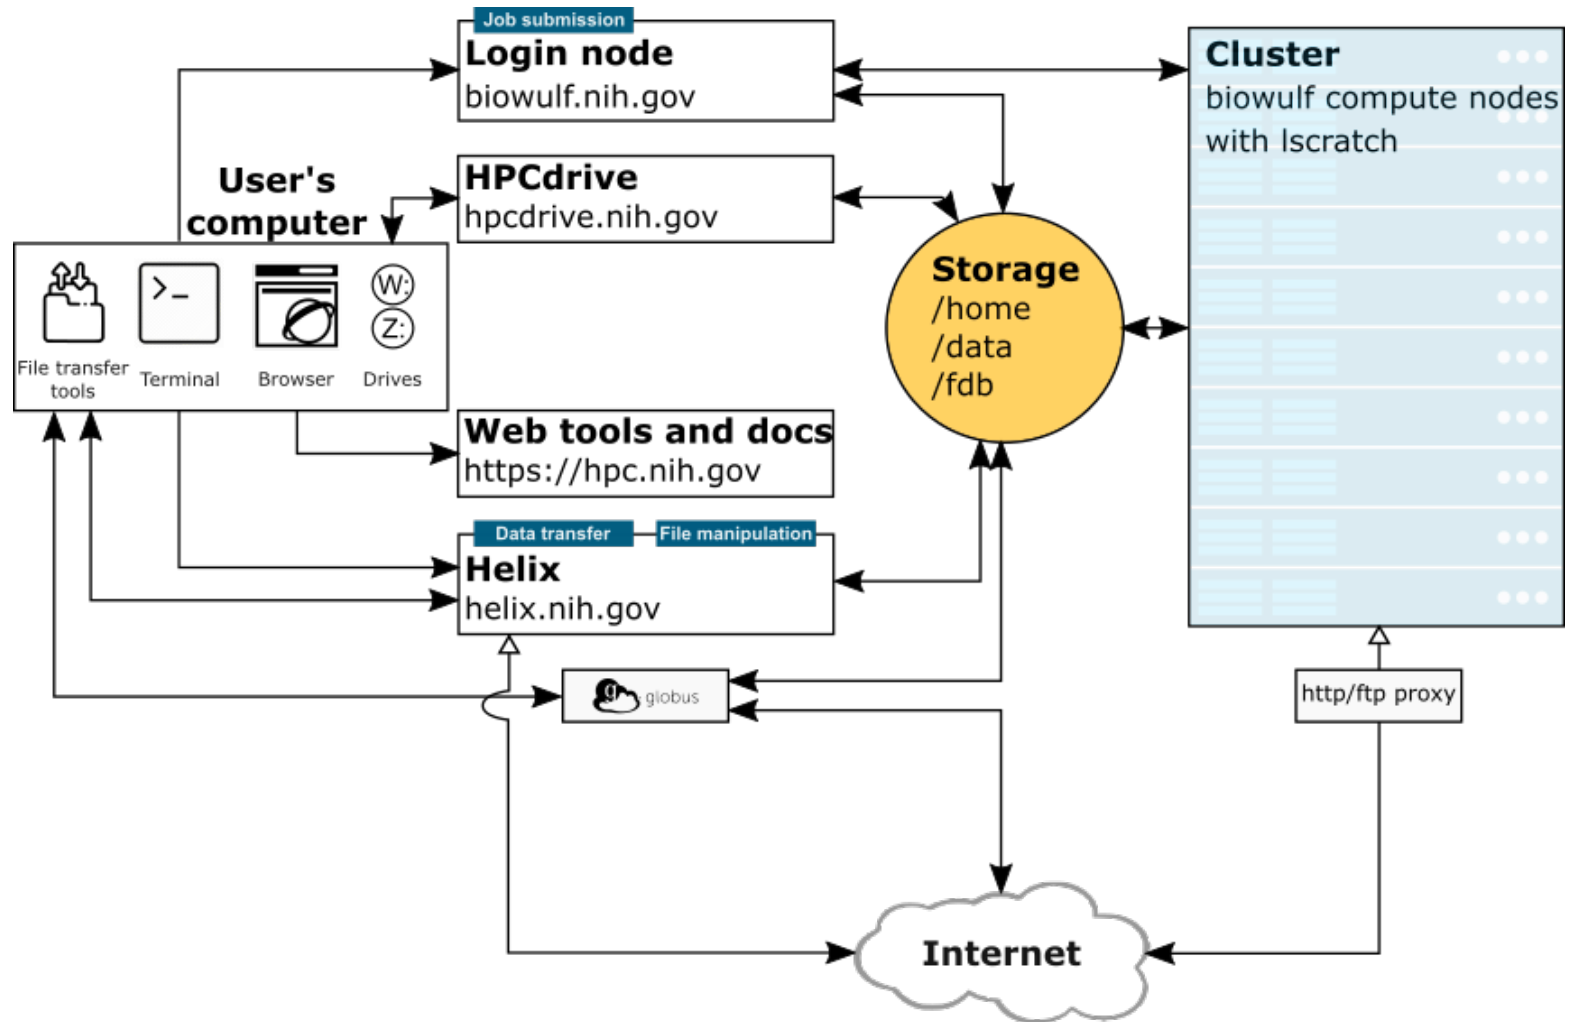 Job submission
Login node
biowulf.nih.gov
Cluster
biowulf compute nodes
with lscratch
HPCdrive
hpcdrive.nih.gov
User's
computer
W:
Z:
File transfer
tools
Terminal
Browser
Drives
Storage
/home
/data
/fdb
Web tools and docs
https://hpc.nih.gov
Data transfer
File manipulation
Helix
helix.nih.gov
g
globus
http/ftp proxy
Internet